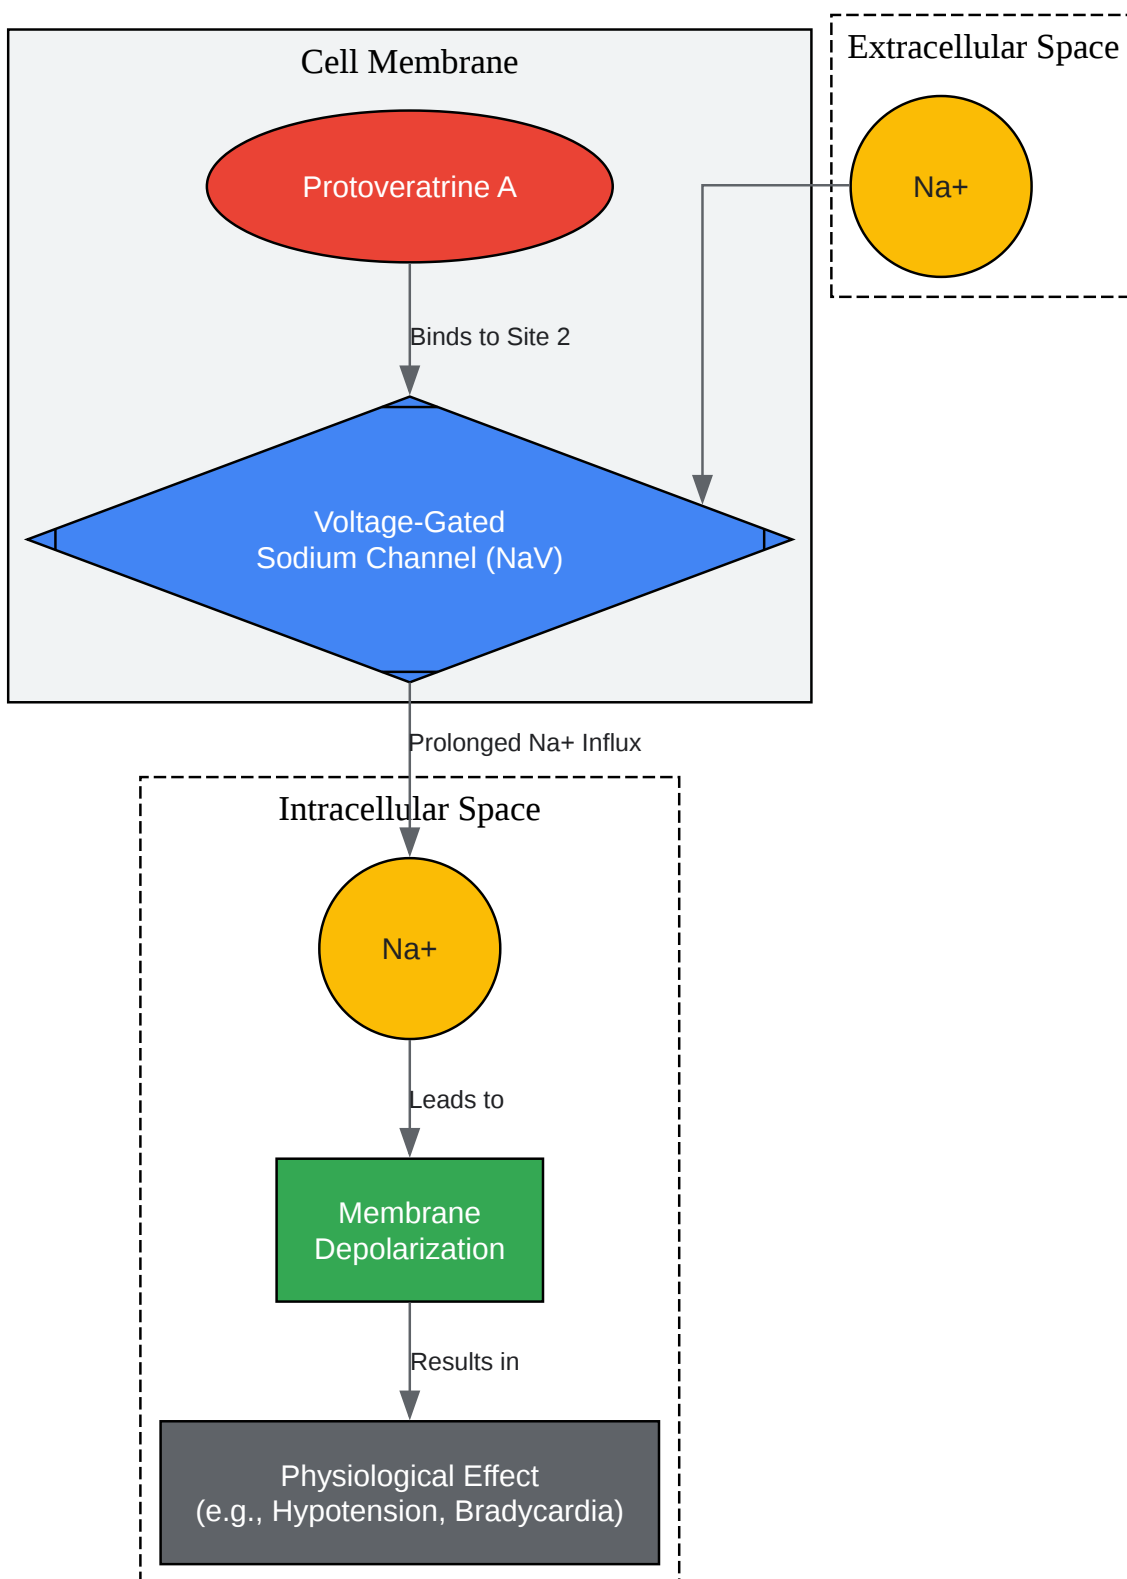 Cell Membrane
Extracellular Space
Protoveratrine A
Na+
Binds to Site 2
Voltage-Gated
Sodium Channel (NaV)
Prolonged Na+ Influx
Intracellular Space
Na+
Leads to
Membrane
Depolarization
Results in
Physiological Effect
(e.g., Hypotension, Bradycardia)